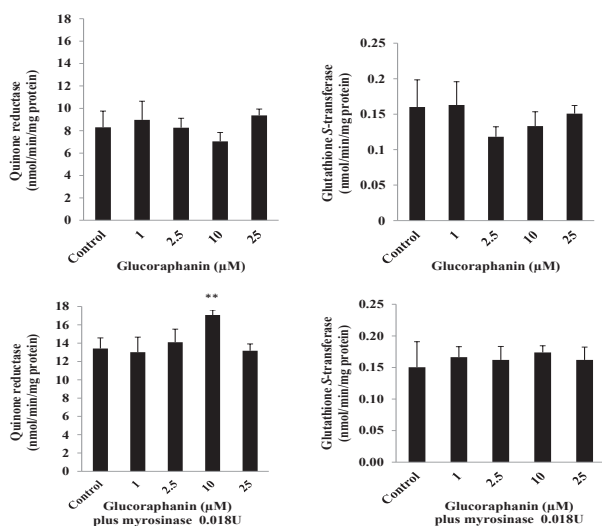 Quinone reductase
(nmol/min/mg protein)
18
16
14
12
10
8
6
4
2
0
Control
1
2.5
10
25
Glucoraphanin (µM)
Glutathione S-transferase
(nmol/min/mg protein)
0.25
0.2
0.15
0.1
0.05
0
Control
1
2.5
10
25
Glucoraphanin (µM)
Quinone reductase
(nmol/min/mg protein)
18
16
14
12
10
8
6
4
2
0
**
Control
1
2.5
10
25
Glucoraphanin (µM)
plus myrosinase 0.018U
Glutathione S-transferase
(nmol/min/mg protein)
0.25
0.20
0.15
0.10
0.05
0.00
Control
1
2.5
10
25
Glucoraphanin (µM)
plus myrosinase 0.018U